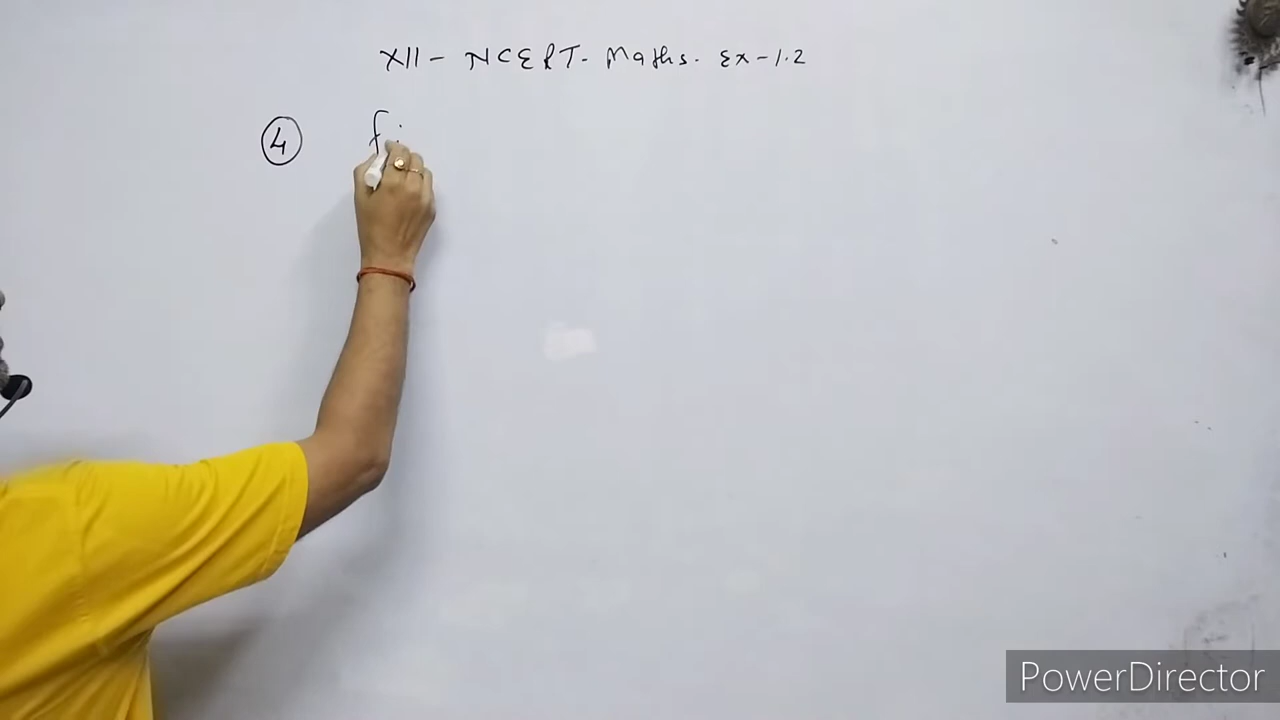 XII - NCERT. Maths. Ex-1.2
④ f:
PowerDirector